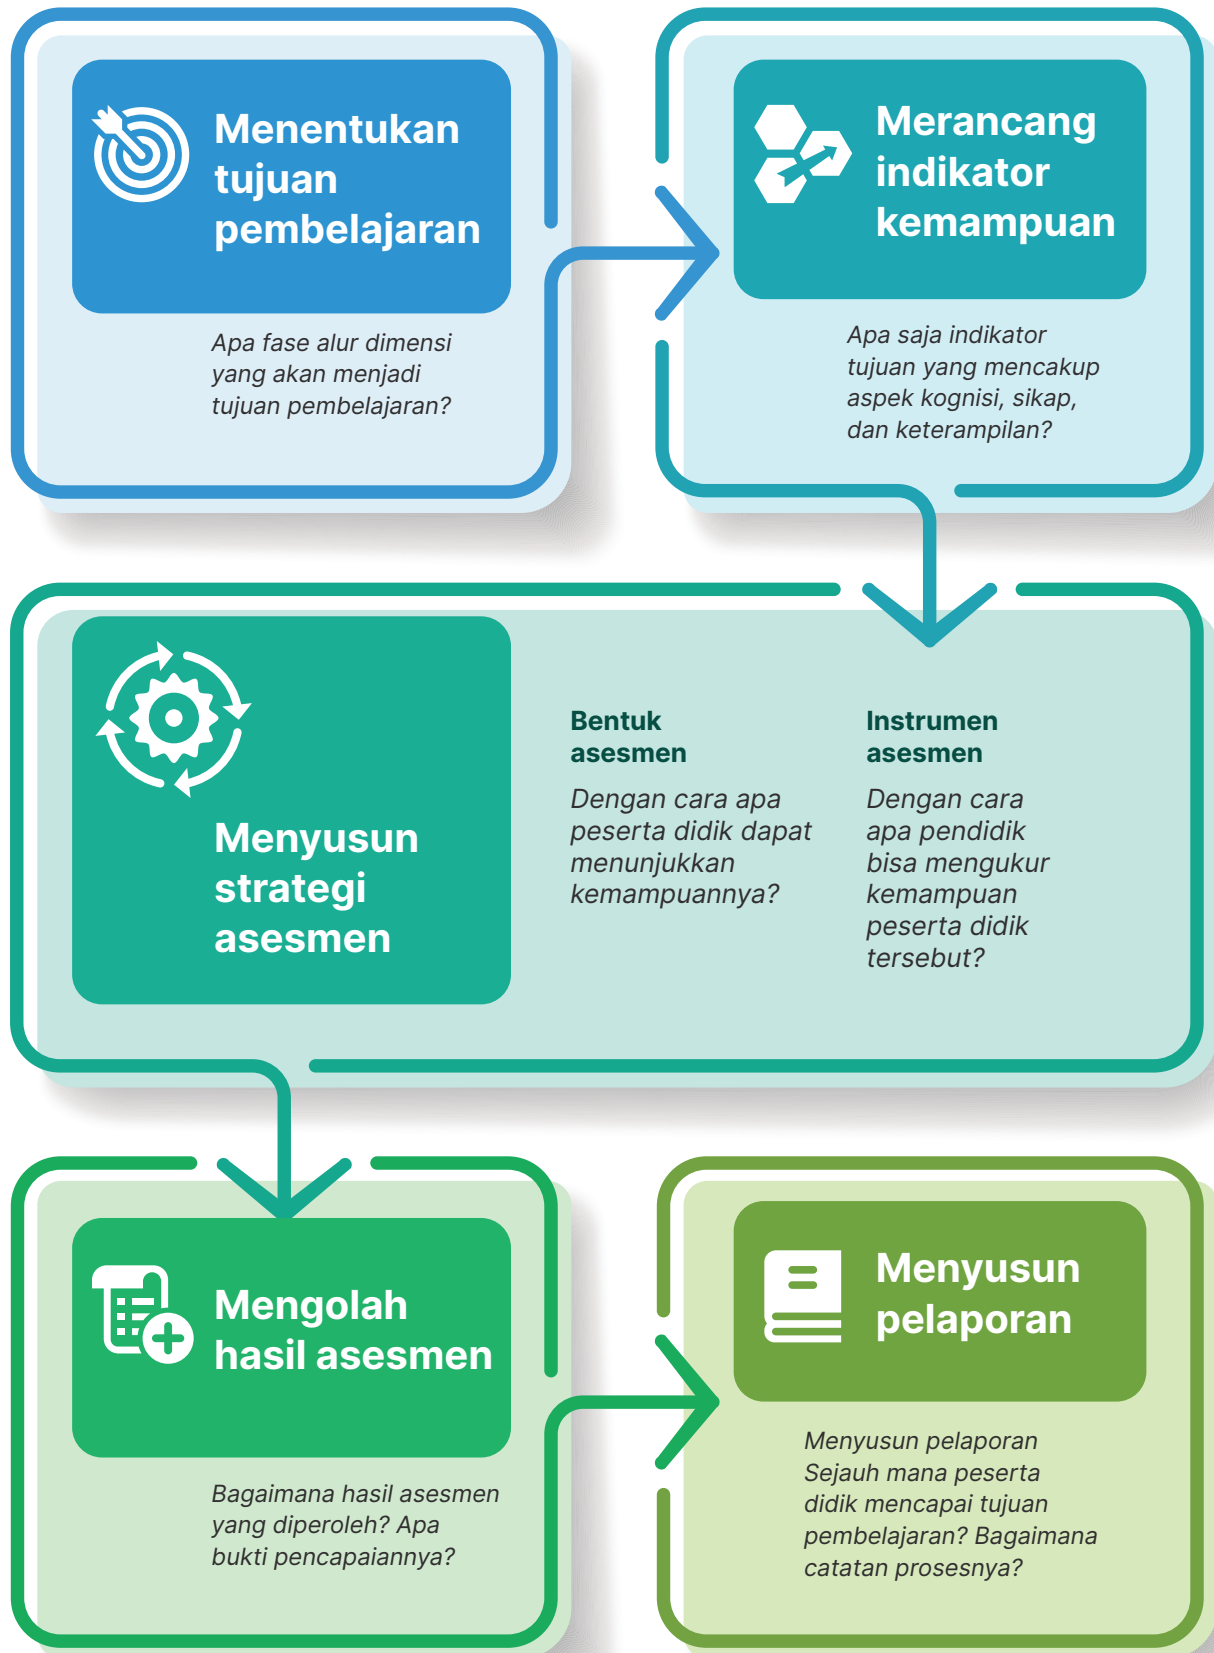 Menentukan
tujuan
pembelajaran
Apa fase alur dimensi
yang akan menjadi
tujuan pembelajaran?
Merancang
indikator
kemampuan
Apa saja indikator
tujuan yang mencakup
aspek kognisi, sikap,
dan keterampilan?
Menyusun
strategi
asesmen
Bentuk
asesmen
Dengan cara apa
peserta didik dapat
menunjukkan
kemampuannya?
Instrumen
asesmen
Dengan cara
apa pendidik
bisa mengukur
kemampuan
peserta didik
tersebut?
Mengolah
hasil asesmen
Bagaimana hasil asesmen
yang diperoleh? Apa
bukti pencapaiannya?
Menyusun
pelaporan
Menyusun pelaporan
Sejauh mana peserta
didik mencapai tujuan
pembelajaran? Bagaimana
catatan prosesnya?